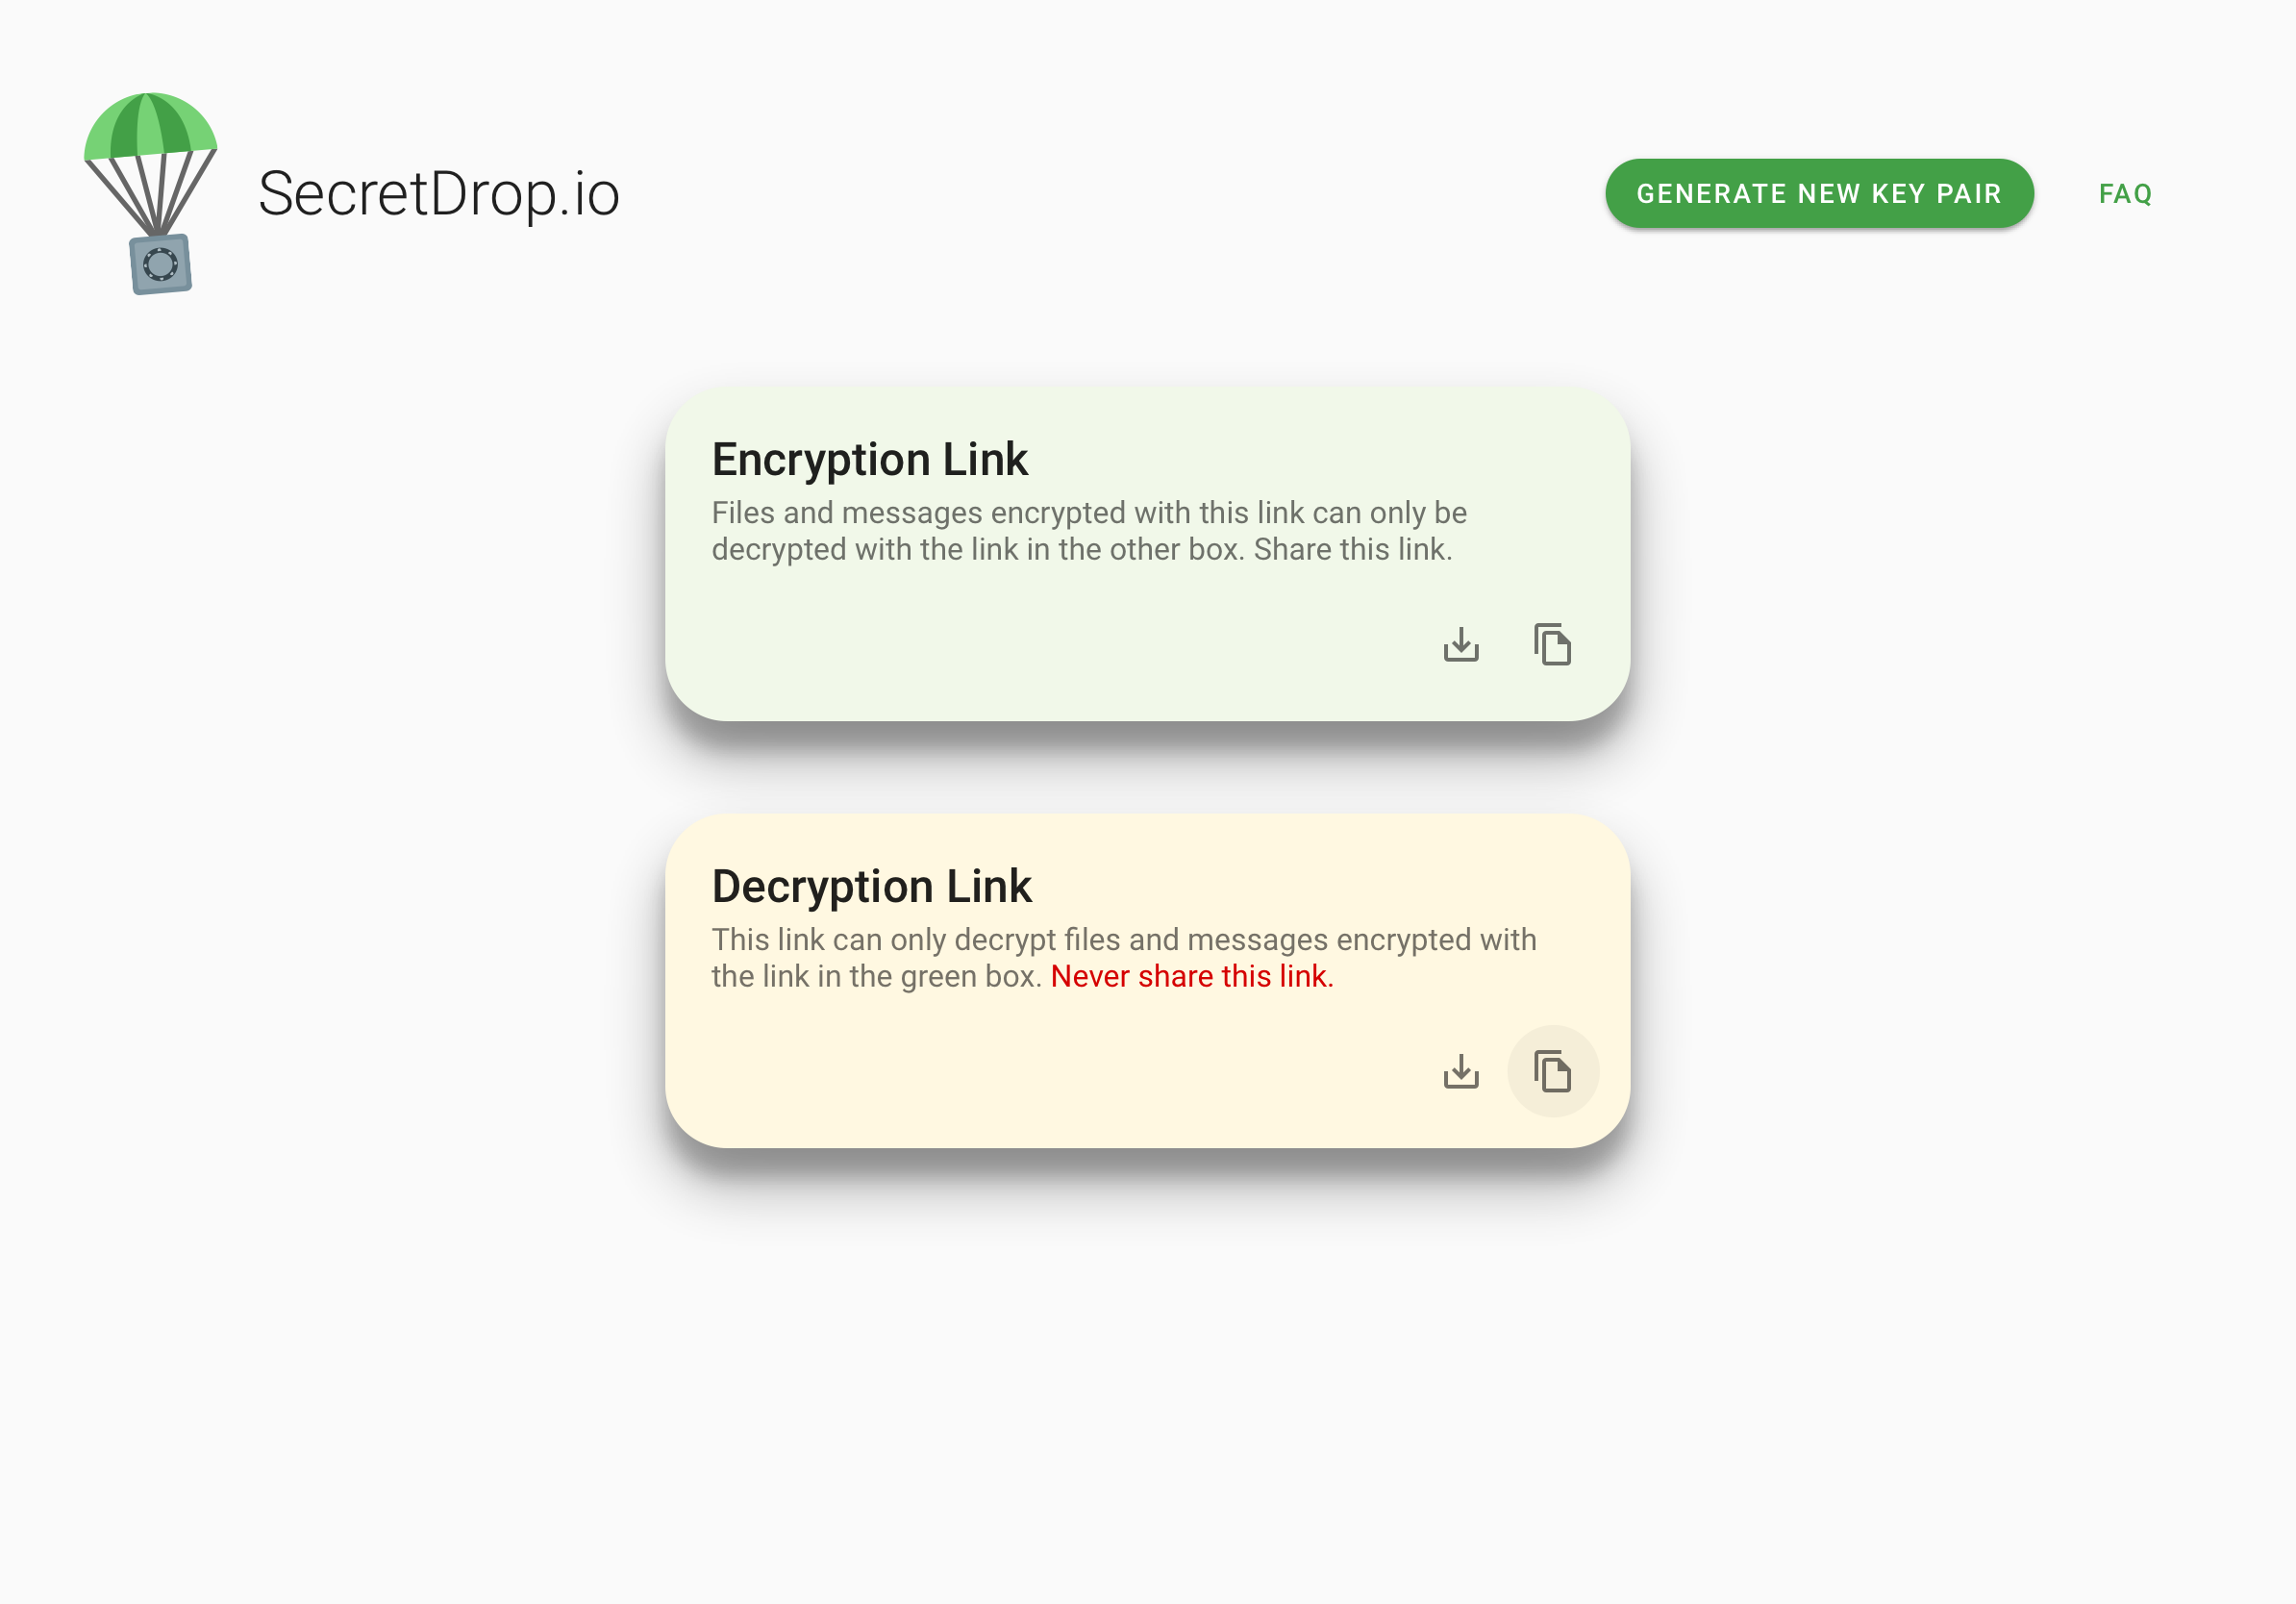 SecretDrop.io
GENERATE NEW KEY PAIR
FAQ
Encryption Link
Files and messages encrypted with this link can only be
decrypted with the link in the other box. Share this link.
Decryption Link
This link can only decrypt files and messages encrypted with
the link in the green box. Never share this link.